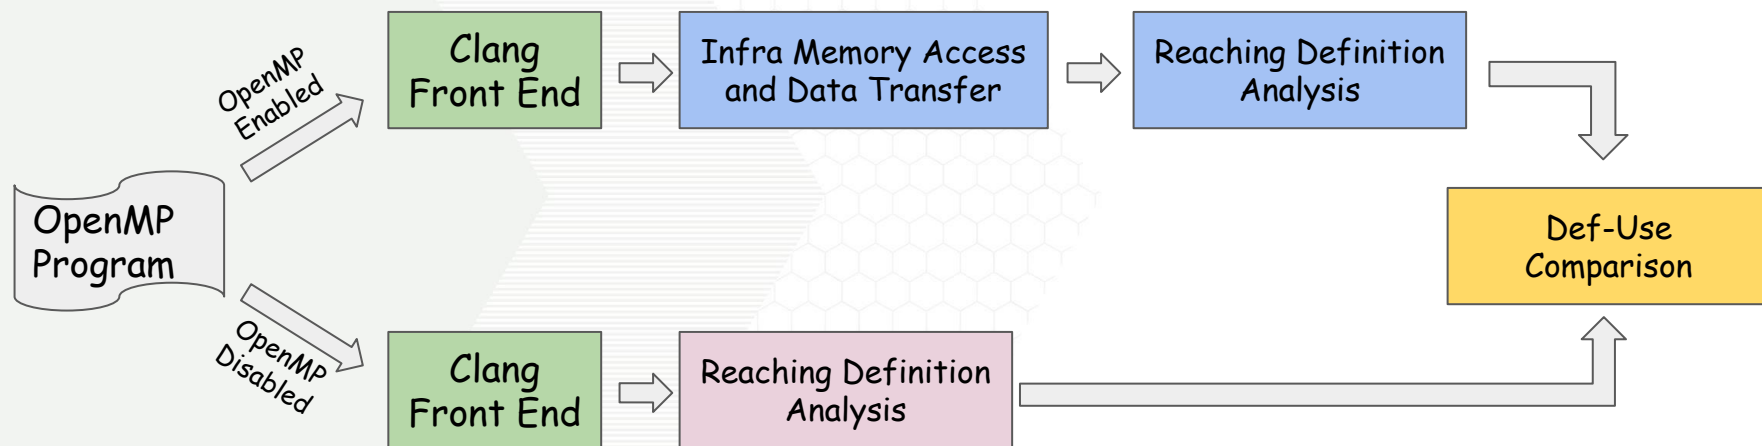 OpenMP
Enabled
Clang
Front End
Infra Memory Access
and Data Transfer
Reaching Definition
Analysis
OpenMP
Program
Def-Use
Comparison
OpenMP
Disabled
Clang
Front End
Reaching Definition
Analysis